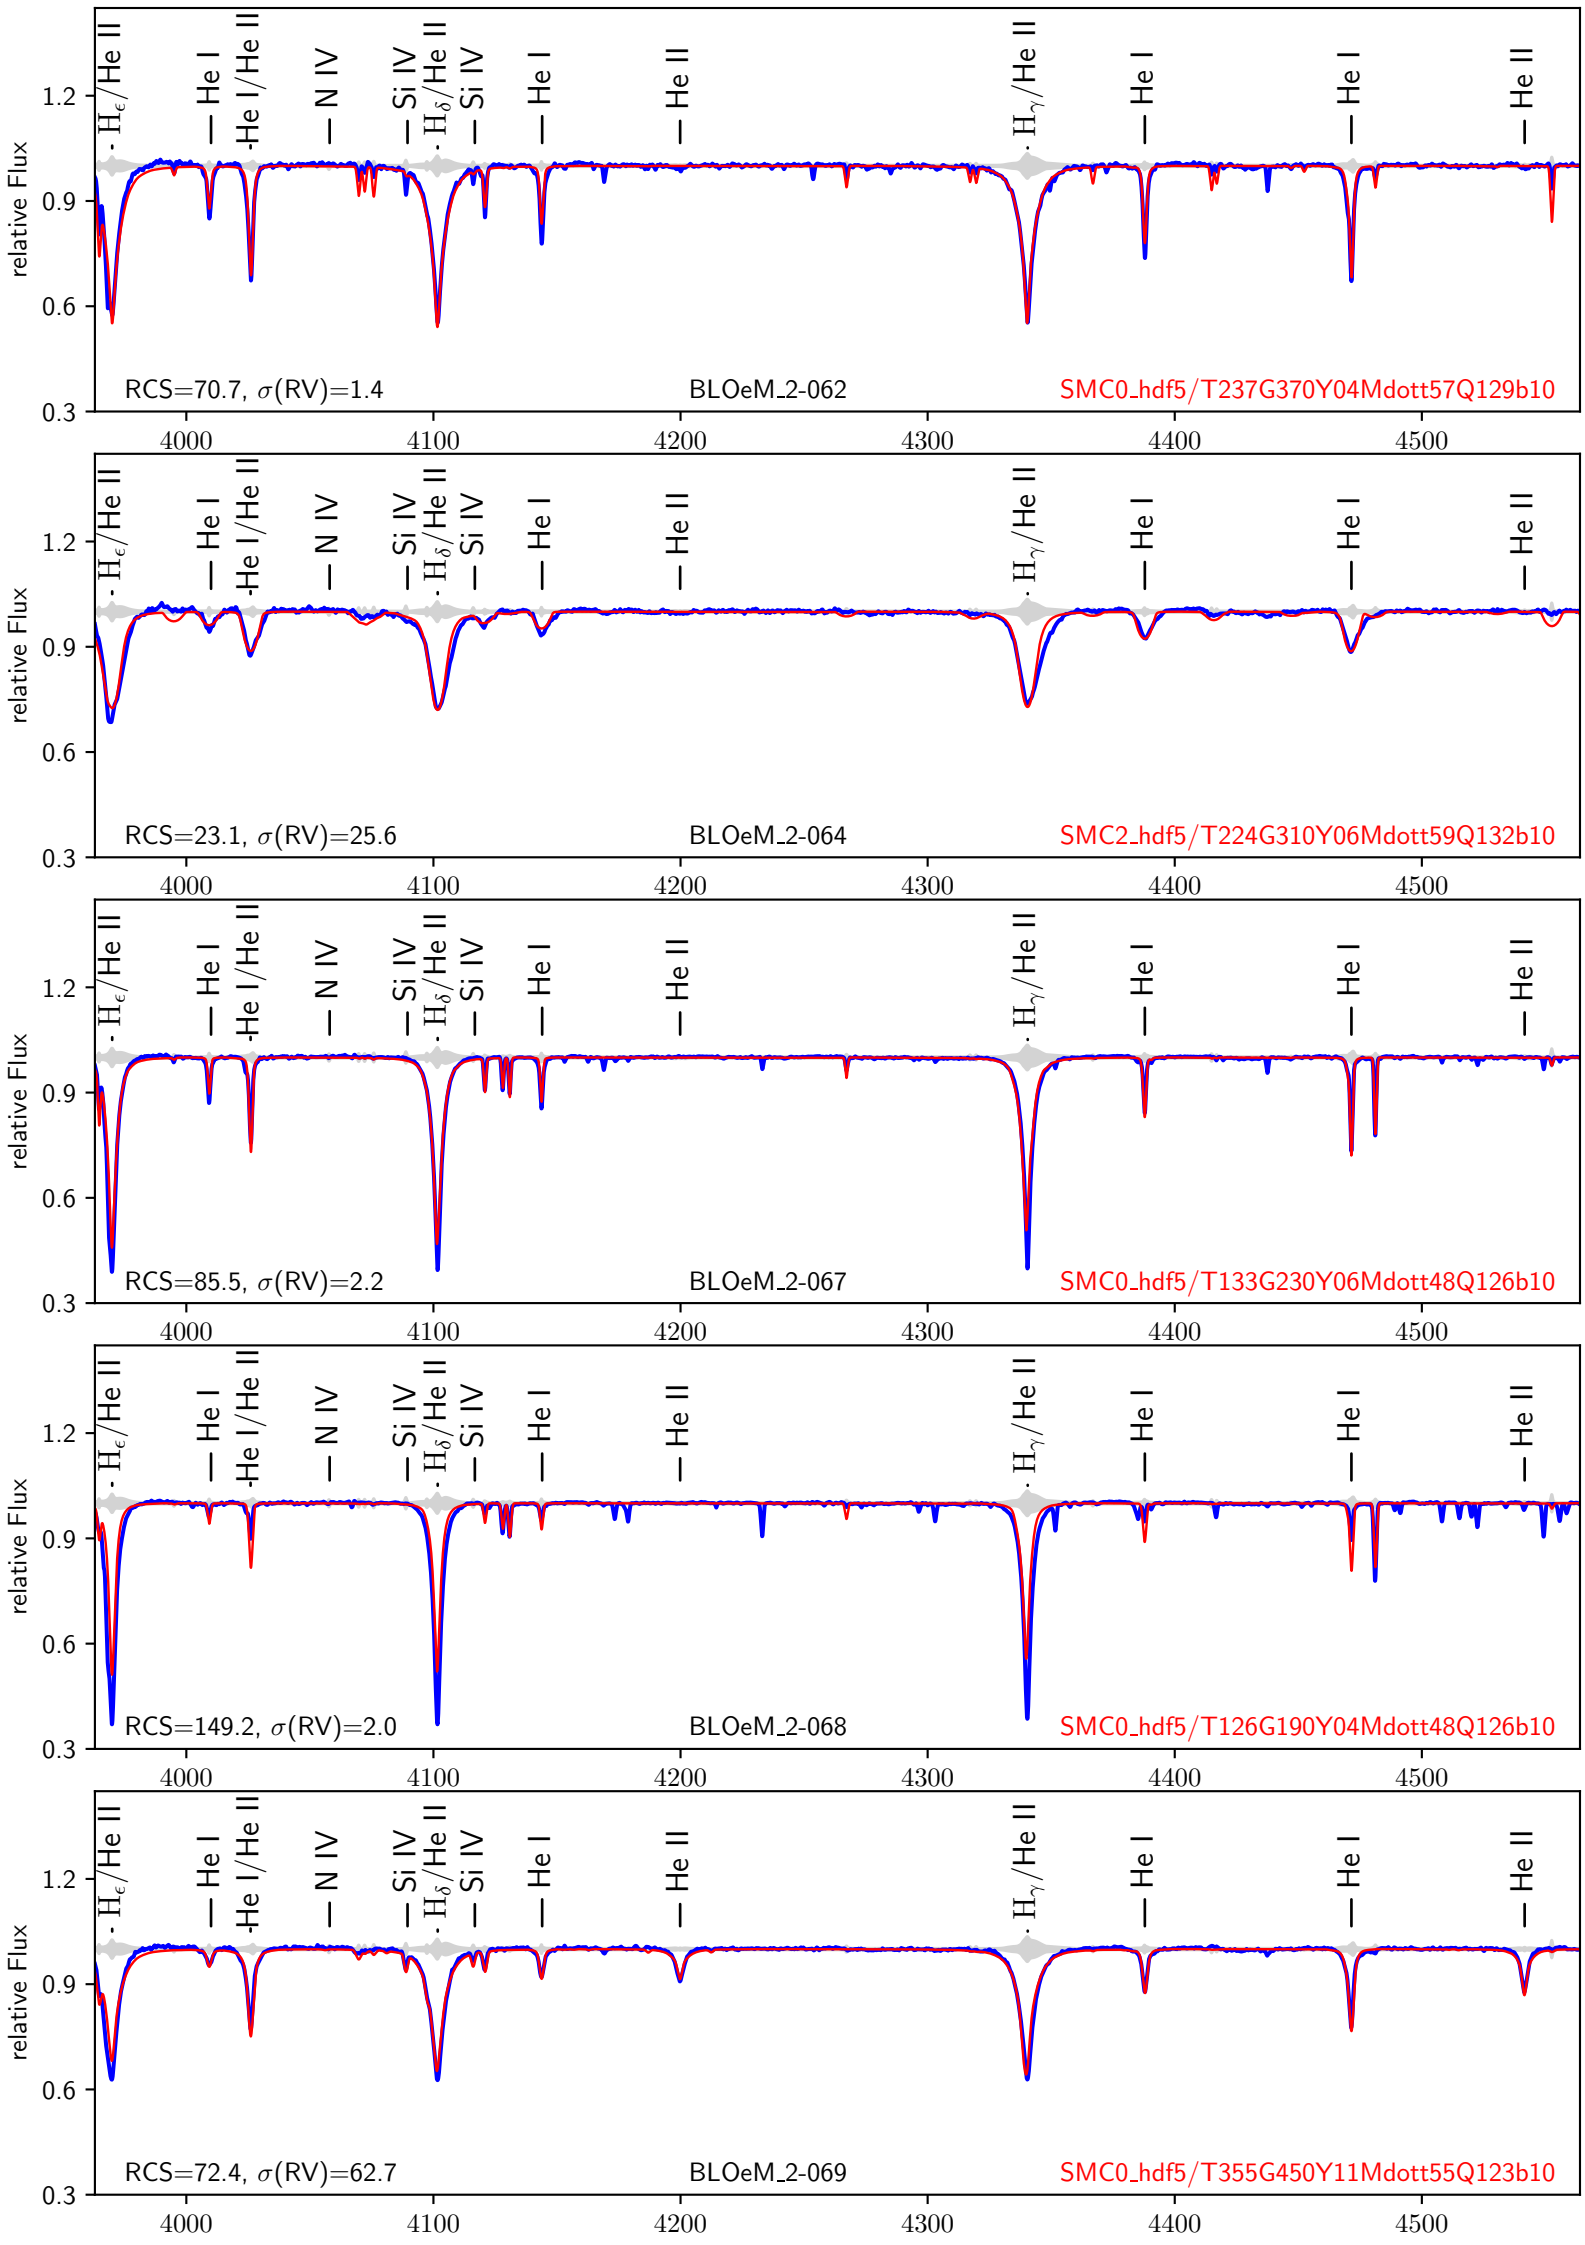 H_ε/He II
He I
He I/He II
N IV
Si IV
H_δ/He II
Si IV
He I
He II
H_γ/He II
He I
He I
He II
relative Flux
1.2
0.9
0.6
0.3
RCS=70.7, σ(RV)=1.4
BLOeM_2-062
SMC0_hdf5/T237G370Y04Mdott57Q129b10
4000 4100 4200 4300 4400 4500
H_ε/He II
He I
He I/He II
N IV
Si IV
H_δ/He II
Si IV
He I
He II
H_γ/He II
He I
He I
He II
relative Flux
1.2
0.9
0.6
0.3
RCS=23.1, σ(RV)=25.6
BLOeM_2-064
SMC2_hdf5/T224G310Y06Mdott59Q132b10
4000 4100 4200 4300 4400 4500
H_ε/He II
He I
He I/He II
N IV
Si IV
H_δ/He II
Si IV
He I
He II
H_γ/He II
He I
He I
He II
relative Flux
1.2
0.9
0.6
0.3
RCS=85.5, σ(RV)=2.2
BLOeM_2-067
SMC0_hdf5/T133G230Y06Mdott48Q126b10
4000 4100 4200 4300 4400 4500
H_ε/He II
He I
He I/He II
N IV
Si IV
H_δ/He II
Si IV
He I
He II
H_γ/He II
He I
He I
He II
relative Flux
1.2
0.9
0.6
0.3
RCS=149.2, σ(RV)=2.0
BLOeM_2-068
SMC0_hdf5/T126G190Y04Mdott48Q126b10
4000 4100 4200 4300 4400 4500
H_ε/He II
He I
He I/He II
N IV
Si IV
H_δ/He II
Si IV
He I
He II
H_γ/He II
He I
He I
He II
relative Flux
1.2
0.9
0.6
0.3
RCS=72.4, σ(RV)=62.7
BLOeM_2-069
SMC0_hdf5/T355G450Y11Mdott55Q123b10
4000 4100 4200 4300 4400 4500